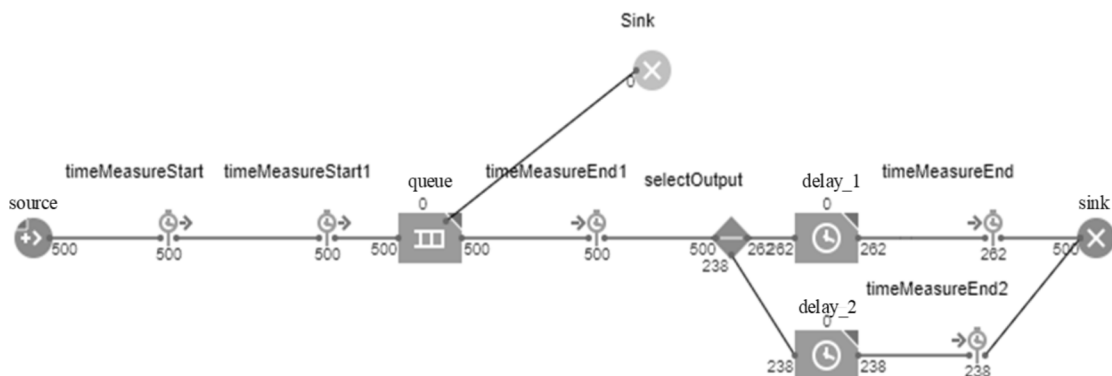 Sink
timeMeasureStart timeMeasureStart1 queue timeMeasureEnd1 selectOutput delay_1 timeMeasureEnd
source 0 0 0 sink
500 500 500 500 500 500 500 262 262 262 262 500
238
timeMeasureEnd2
delay_2
0
238 238 238